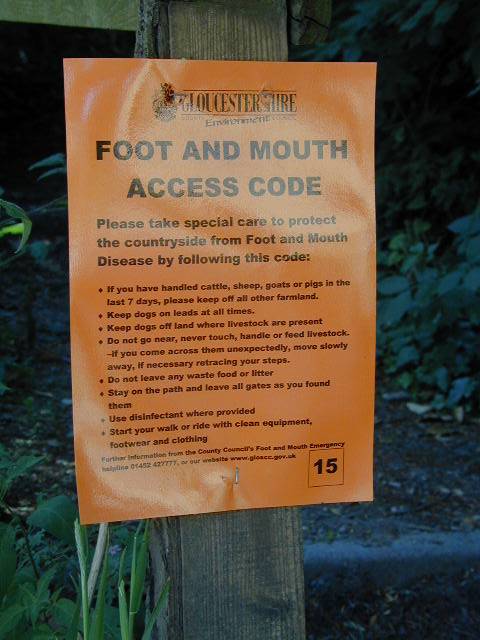 GLOUCESTERSHIRE
COUNTY COUNCIL
Environment
FOOT AND MOUTH
ACCESS CODE
Please take special care to protect
the countryside from Foot and Mouth
Disease by following this code:
♦ If you have handled cattle, sheep, goats or pigs in the
last 7 days, please keep off all other farmland.
♦ Keep dogs on leads at all times.
♦ Keep dogs off land where livestock are present
♦ Do not go near, never touch, handle or feed livestock.
–if you come across them unexpectedly, move slowly
away, if necessary retracing your steps.
♦ Do not leave any waste food or litter
♦ Stay on the path and leave all gates as you found
them
♦ Use disinfectant where provided
♦ Start your walk or ride with clean equipment,
footwear and clothing
Further information from the County Council's Foot and Mouth Emergency
helpline 01452 427777, or our website www.gloscc.gov.uk
15